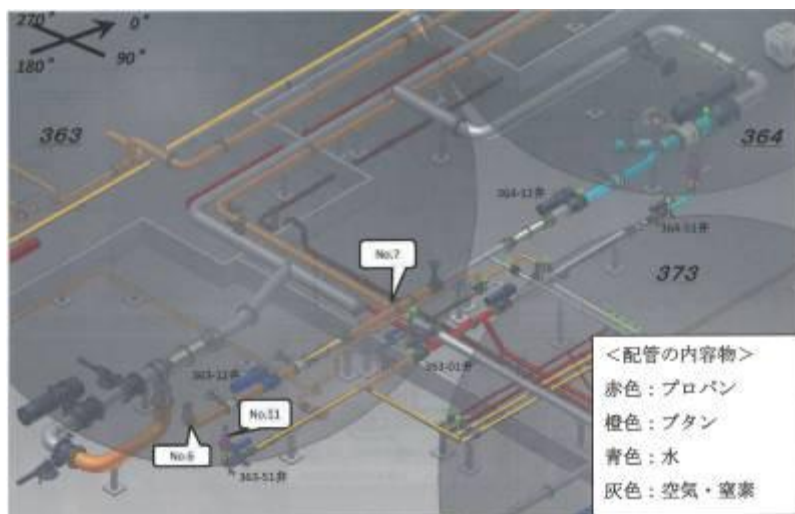 270°
0°
180°
90°
363
364
364-12弁
364-51弁
No.7
373
363-12弁
353-01弁
No.11
No.6
363-51弁
<配管の内容物>
赤色:プロパン
橙色:ブタン
青色:水
灰色:空気・窒素